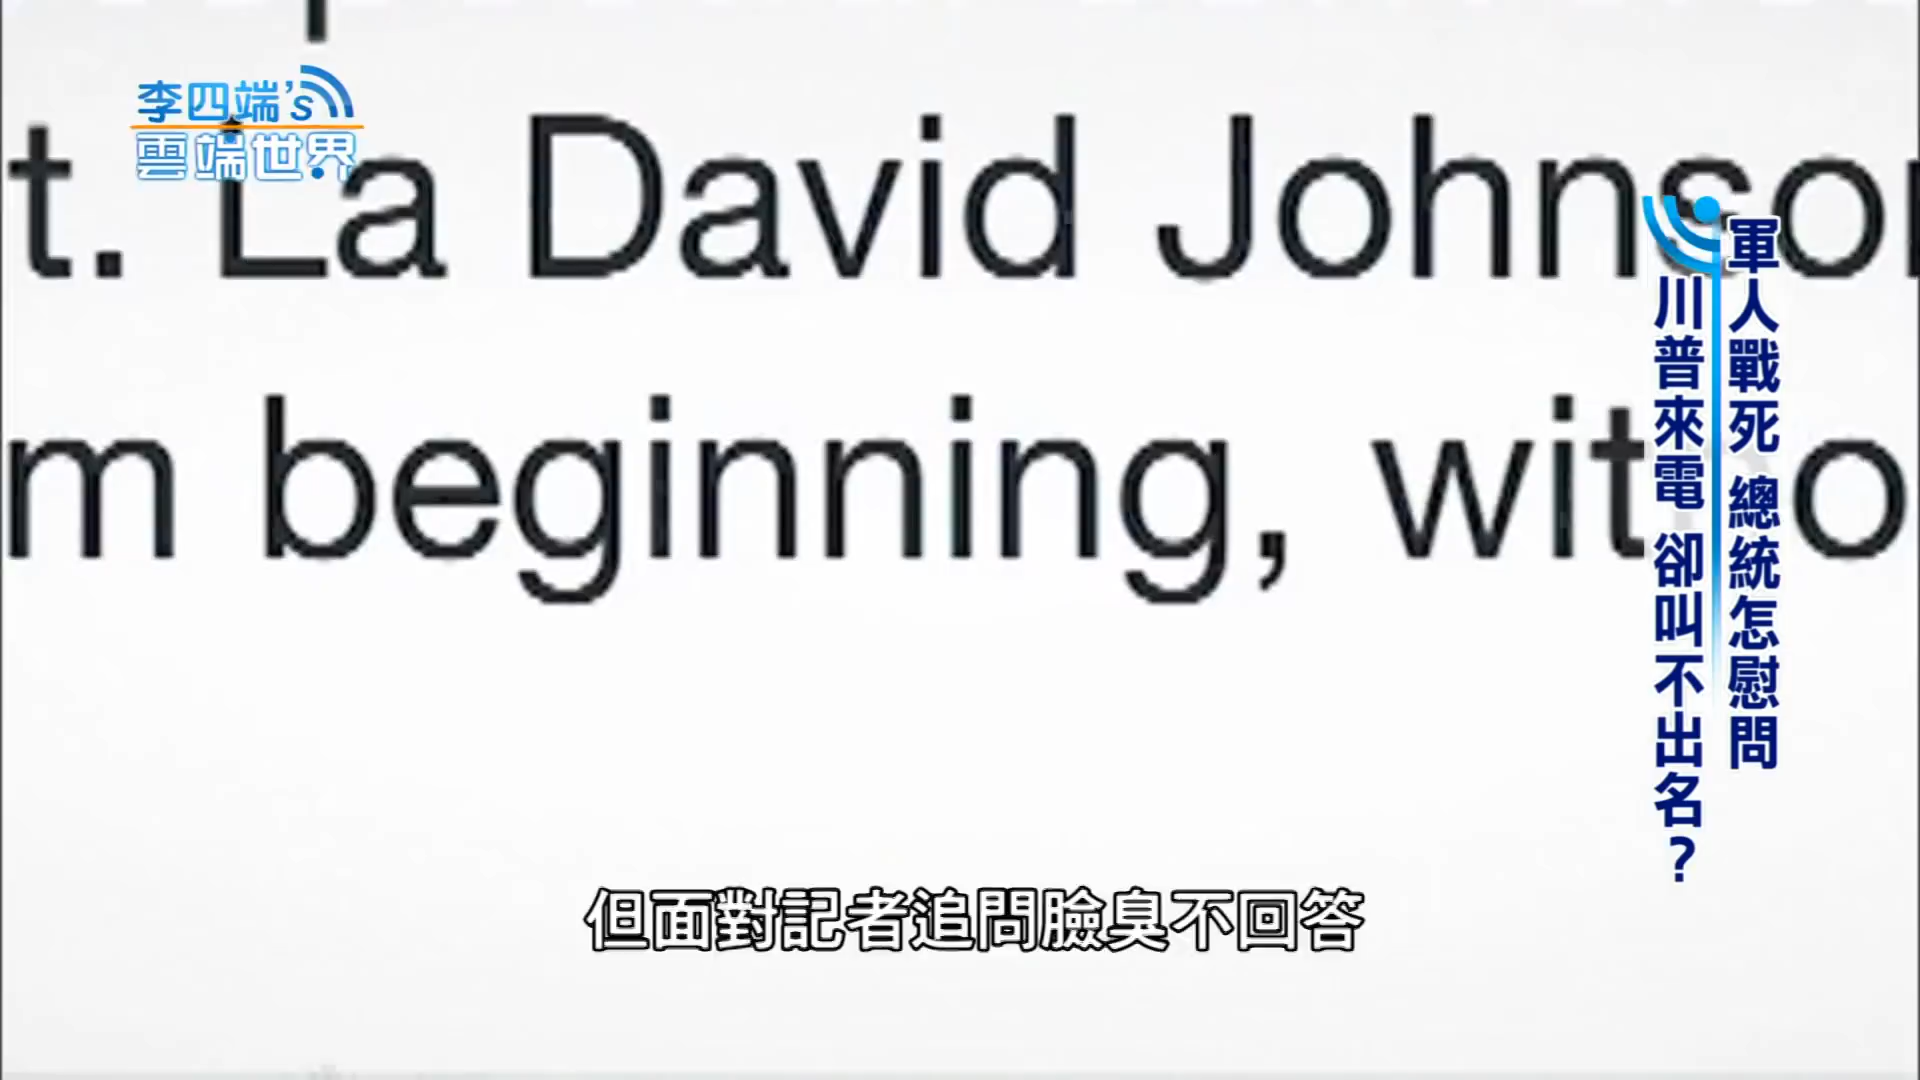 李四端's
雲端世界
t. La David Johnson
m beginning,
軍人戰死 總統怎慰問
川普來電 卻叫不出名？
但面對記者追問臉臭不回答